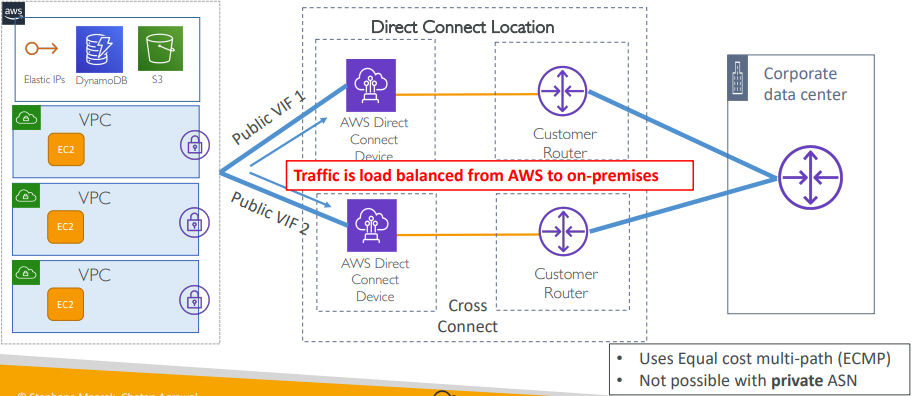 aws
Direct Connect Location
Elastic IPs
DynamoDB
S3
Corporate
data center
VPC
EC2
Public VIF 1
AWS Direct
Connect
Device
Customer
Router
Traffic is load balanced from AWS to on-premises
VPC
EC2
Public VIF 2
AWS Direct
Connect
Device
Customer
Router
VPC
EC2
Cross
Connect
• Uses Equal cost multi-path (ECMP)
• Not possible with private ASN